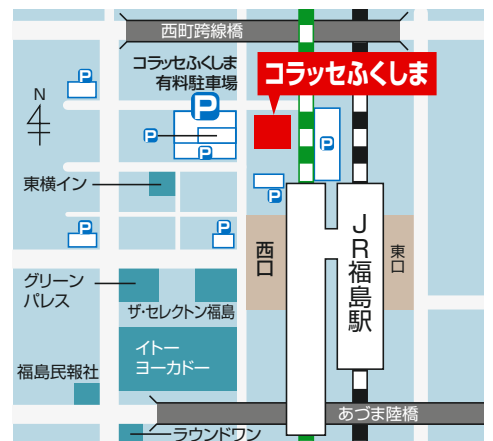 西町跨線橋
コラッセふくしま
有料駐車場
コラッセふくしま
N
P
P
P
P
P
P
P
P
東横イン
西口
JR福島駅
東口
グリーン
パレス
ザ・セレクトン福島
イトー
ヨーカドー
福島民報社
あづま陸橋
ラウンドワン